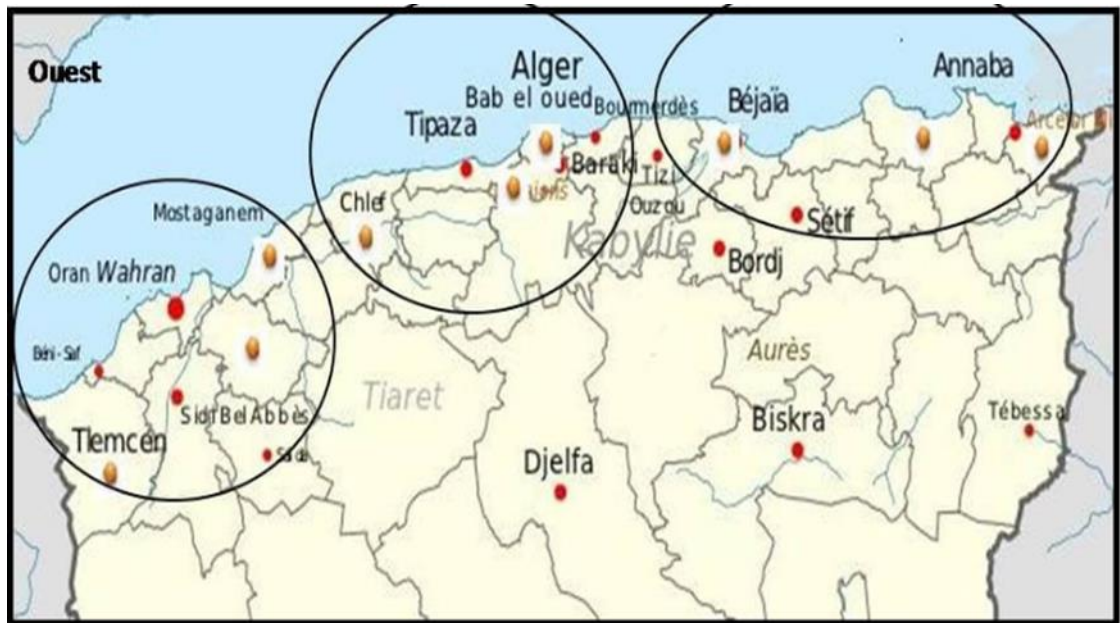 Ouest
Alger
Bab el oued
Boumerdès
Béjaïa
Annaba
Tipaza
Baraki
Tizi
Ouzou
Chlef
Kabylie
Sétif
Bordj
Mostaganem
Oran Wahran
Béni-Saf
Sidi Bel Abbès
Tlemcen
Tiaret
Aurès
Biskra
Tébessa
Djelfa